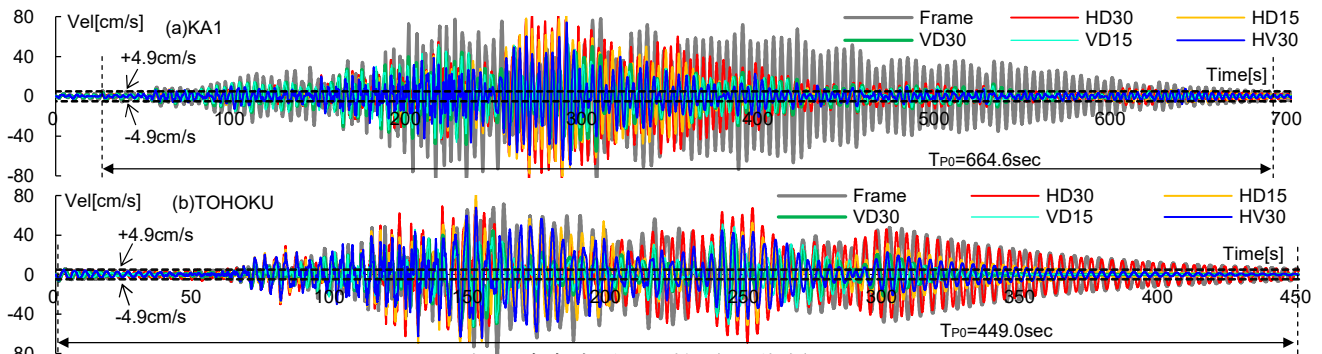 80 Vel[cm/s] (a)KA1 Frame HD30 HD15
VD30 VD15 HV30
40 +4.9cm/s Time[s]
0
0 100 200 300 400 500 600 700
-40 -4.9cm/s
TP0=664.6sec
-80
80 Vel[cm/s] (b)TOHOKU Frame HD30 HD15
VD30 VD15 HV30
40 +4.9cm/s Time[s]
0
0 50 100 150 200 250 300 350 400 450
-40 -4.9cm/s
TP0=449.0sec
-80